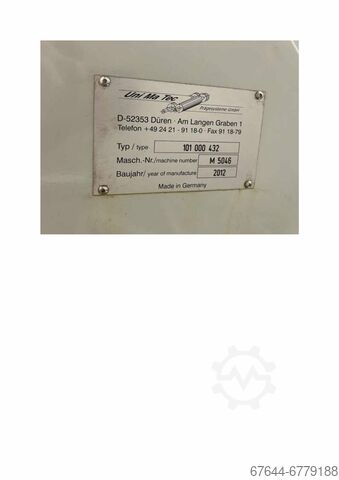 Uni Ma Tec
Prägesysteme GmbH
D-52353 Düren · Am Langen Graben 1
Telefon +49 24 21 - 91 18-0 · Fax 91 18-79
Typ / type 101 000 432
Masch.-Nr./machine number M 5046
Baujahr/ year of manufacture 2012
Made in Germany
67644-6779188